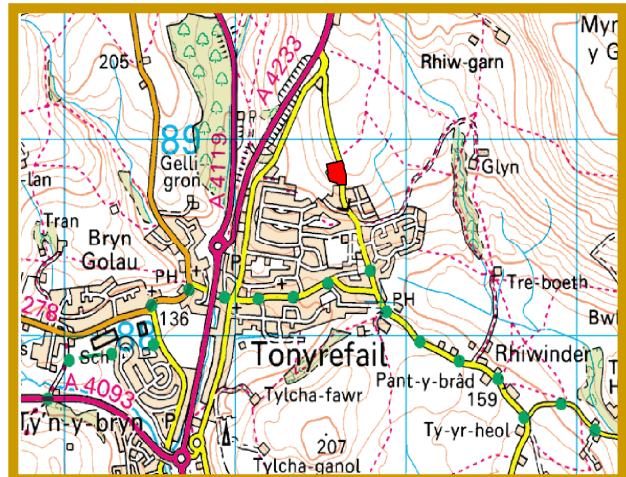 Myr
y G
205
Rhiw-garn
A 4233
89
Gelli
gron
A 4119
Glyn
-lan
Tran
Bryn
Golau
P
PH
+
+
Tre-boeth
278
136
+
PH
Bwl
8
Sch
Tonyrefail
Rhiwinder
s
A 4093
Pant-y-brâd
T
H
Tylcha-fawr
159
Ty'n-y-bryn
P
Ty-yr-heol
207
Tylcha-ganol